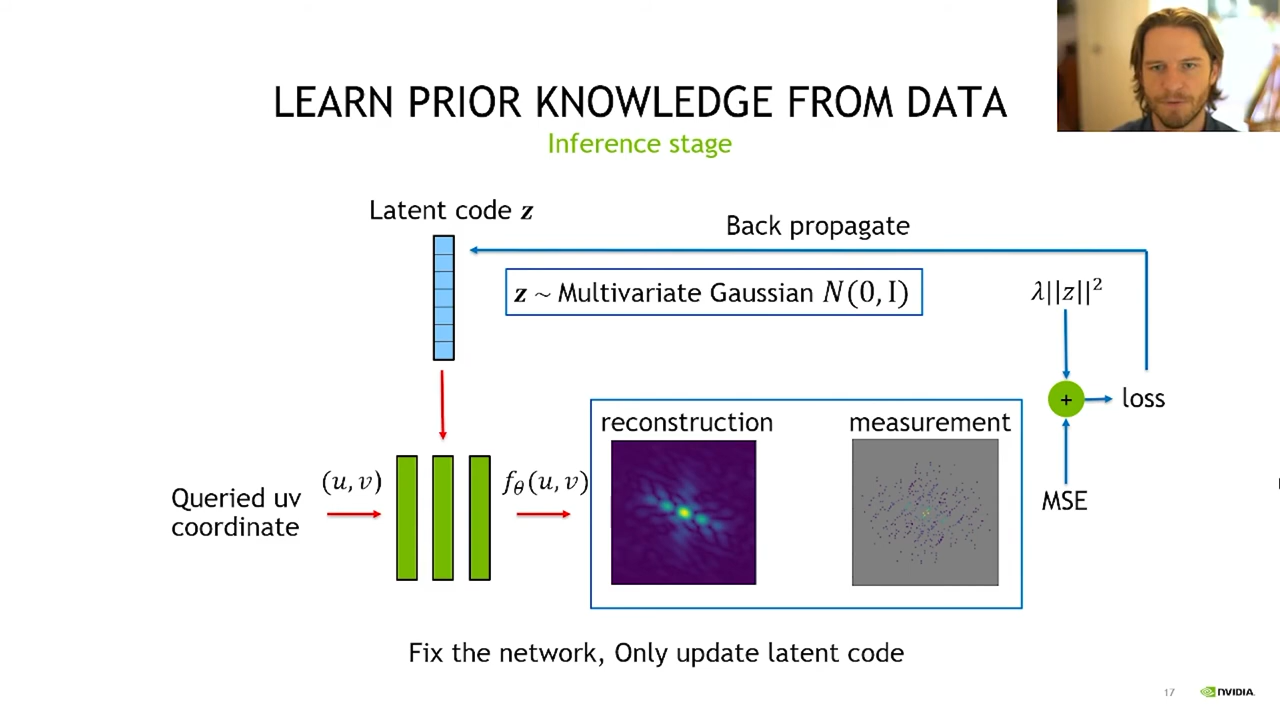 LEARN PRIOR KNOWLEDGE FROM DATA
Inference stage
Latent code z
Back propagate
z ~ Multivariate Gaussian N(0, I)
λ||z||²
+
loss
reconstruction
measurement
Queried uv
coordinate
(u, v)
fθ(u, v)
MSE
Fix the network, Only update latent code
17
NVIDIA.